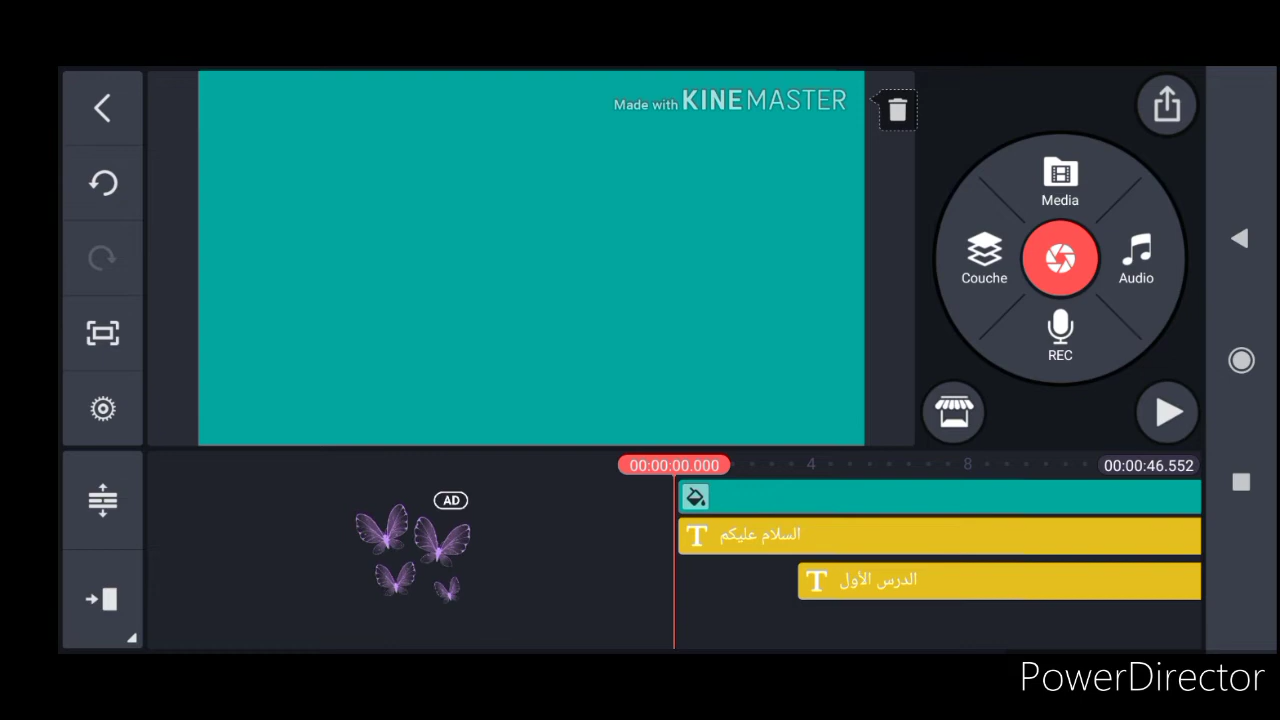 Made with KINEMASTER
Media
Couche
Audio
REC
00:00:00.000
4
8
00:00:46.552
AD
السلام عليكم
الدرس الأول
PowerDirector